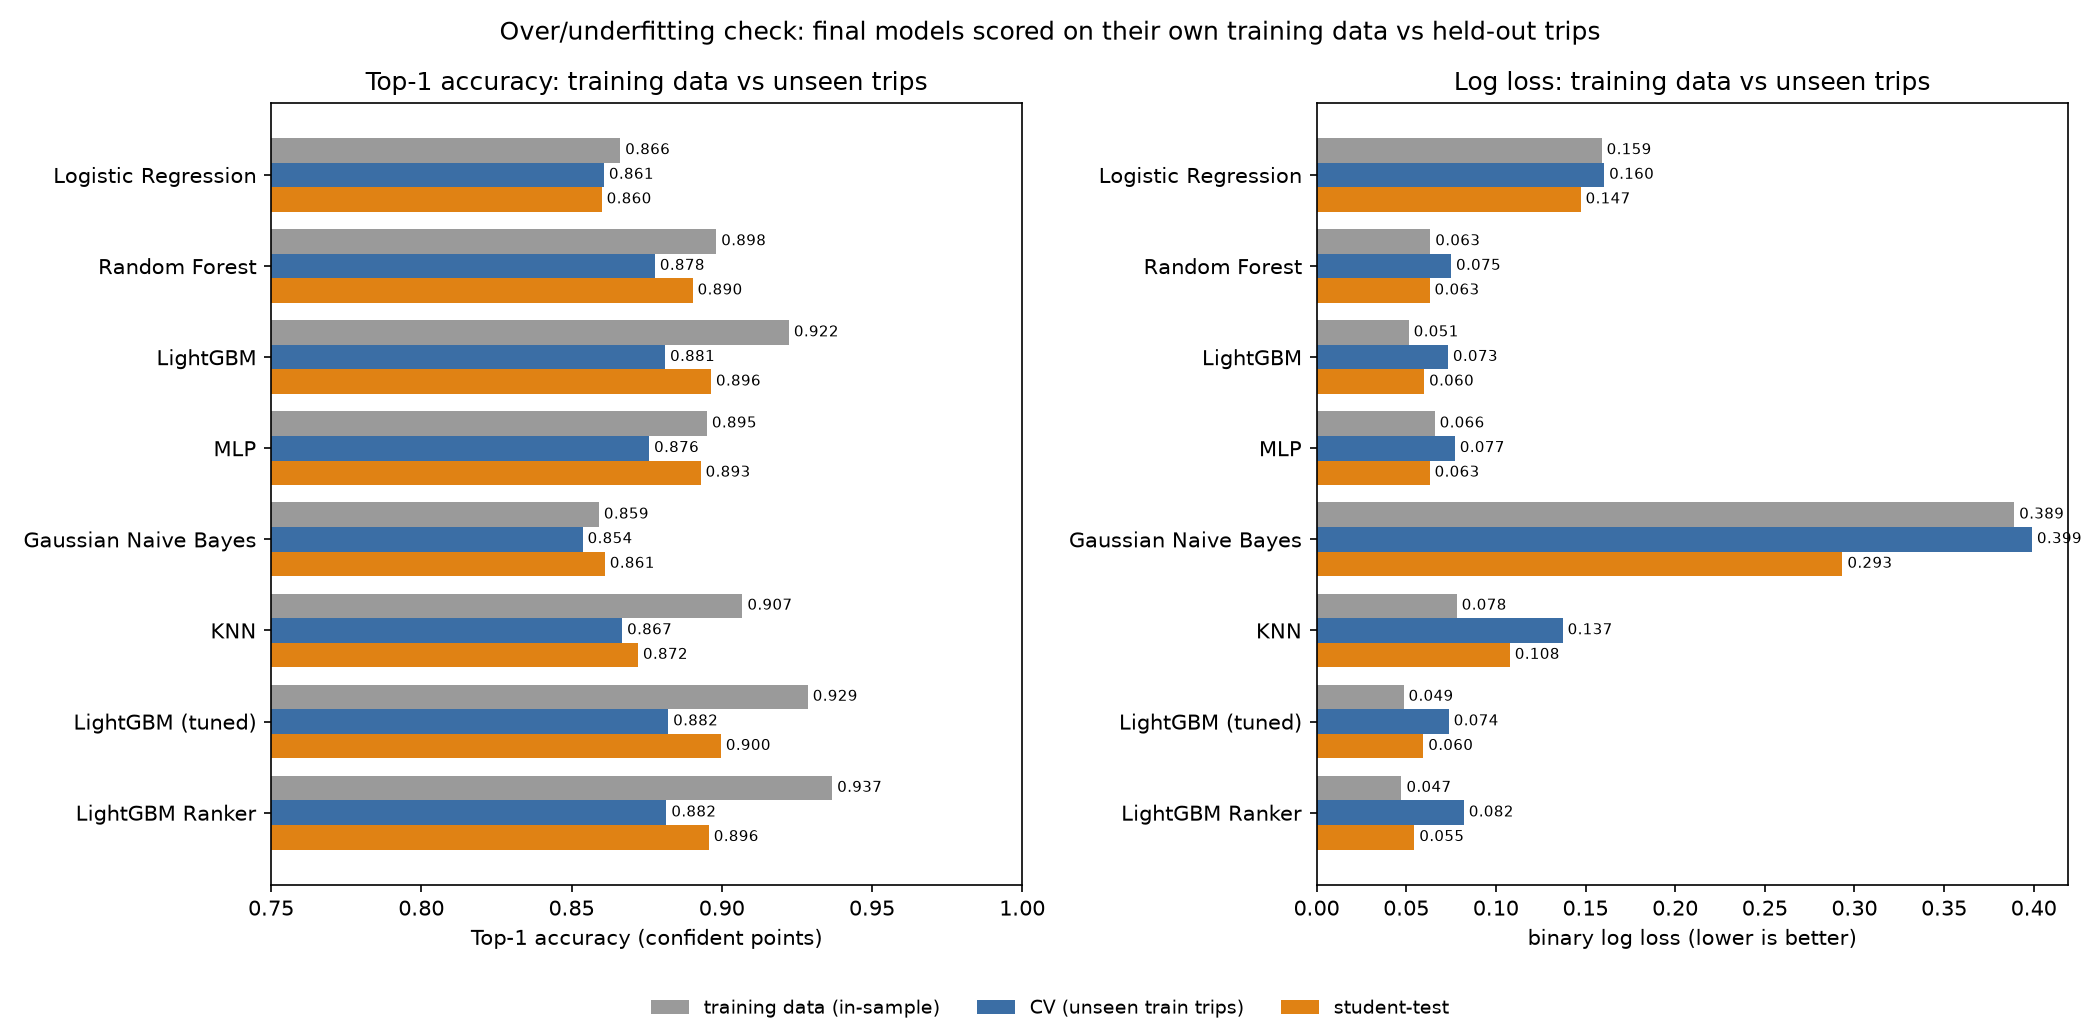 Over/underfitting check: final models scored on their own training data vs held-out trips
Top-1 accuracy: training data vs unseen trips
Logistic Regression
0.866
0.861
0.860
Random Forest
0.898
0.878
0.890
LightGBM
0.922
0.881
0.896
MLP
0.895
0.876
0.893
Gaussian Naive Bayes
0.859
0.854
0.861
KNN
0.907
0.867
0.872
LightGBM (tuned)
0.929
0.882
0.900
LightGBM Ranker
0.937
0.882
0.896
0.75 0.80 0.85 0.90 0.95 1.00
Top-1 accuracy (confident points)
Log loss: training data vs unseen trips
Logistic Regression
0.159
0.160
0.147
Random Forest
0.063
0.075
0.063
LightGBM
0.051
0.073
0.060
MLP
0.066
0.077
0.063
Gaussian Naive Bayes
0.389
0.399
0.293
KNN
0.078
0.137
0.108
LightGBM (tuned)
0.049
0.074
0.060
LightGBM Ranker
0.047
0.082
0.055
0.00 0.05 0.10 0.15 0.20 0.25 0.30 0.35 0.40
binary log loss (lower is better)
training data (in-sample) CV (unseen train trips) student-test